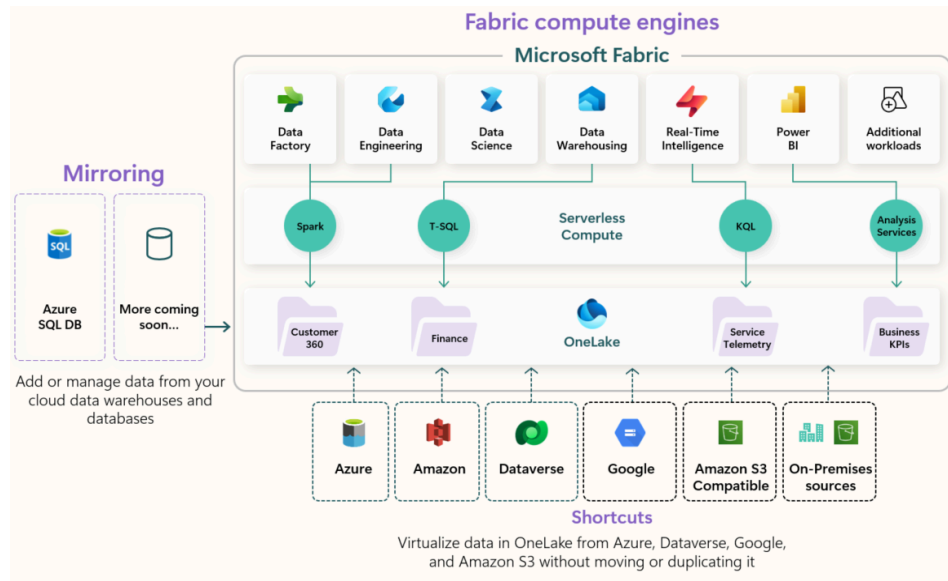 Fabric compute engines
Microsoft Fabric
Data
Factory
Data
Engineering
Data
Science
Data
Warehousing
Real-Time
Intelligence
Power
BI
Additional
workloads
Mirroring
SQL
Azure
SQL DB
More coming
soon...
Add or manage data from your
cloud data warehouses and
databases
Spark
T-SQL
Serverless
Compute
KQL
Analysis
Services
Customer
360
Finance
OneLake
Service
Telemetry
Business
KPIs
Azure
Amazon
Dataverse
Google
Amazon S3
Compatible
On-Premises
sources
Shortcuts
Virtualize data in OneLake from Azure, Dataverse, Google,
and Amazon S3 without moving or duplicating it